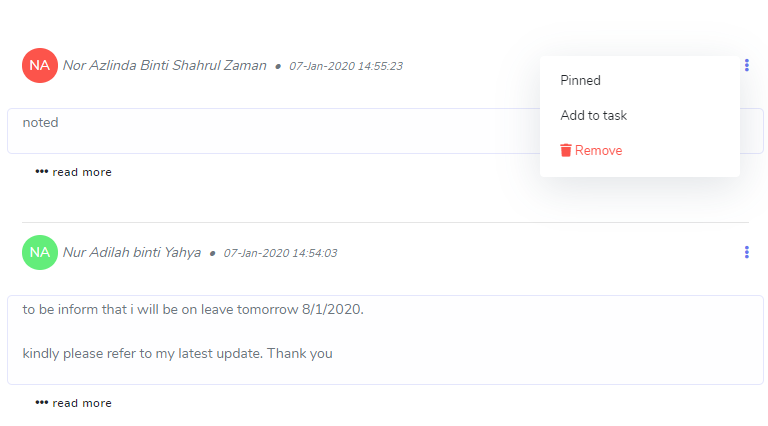 NA Nor Azlinda Binti Shahrul Zaman • 07-Jan-2020 14:55:23
Pinned
Add to task
Remove
noted
••• read more
NA Nur Adilah binti Yahya • 07-Jan-2020 14:54:03
to be inform that i will be on leave tomorrow 8/1/2020.
kindly please refer to my latest update. Thank you
••• read more